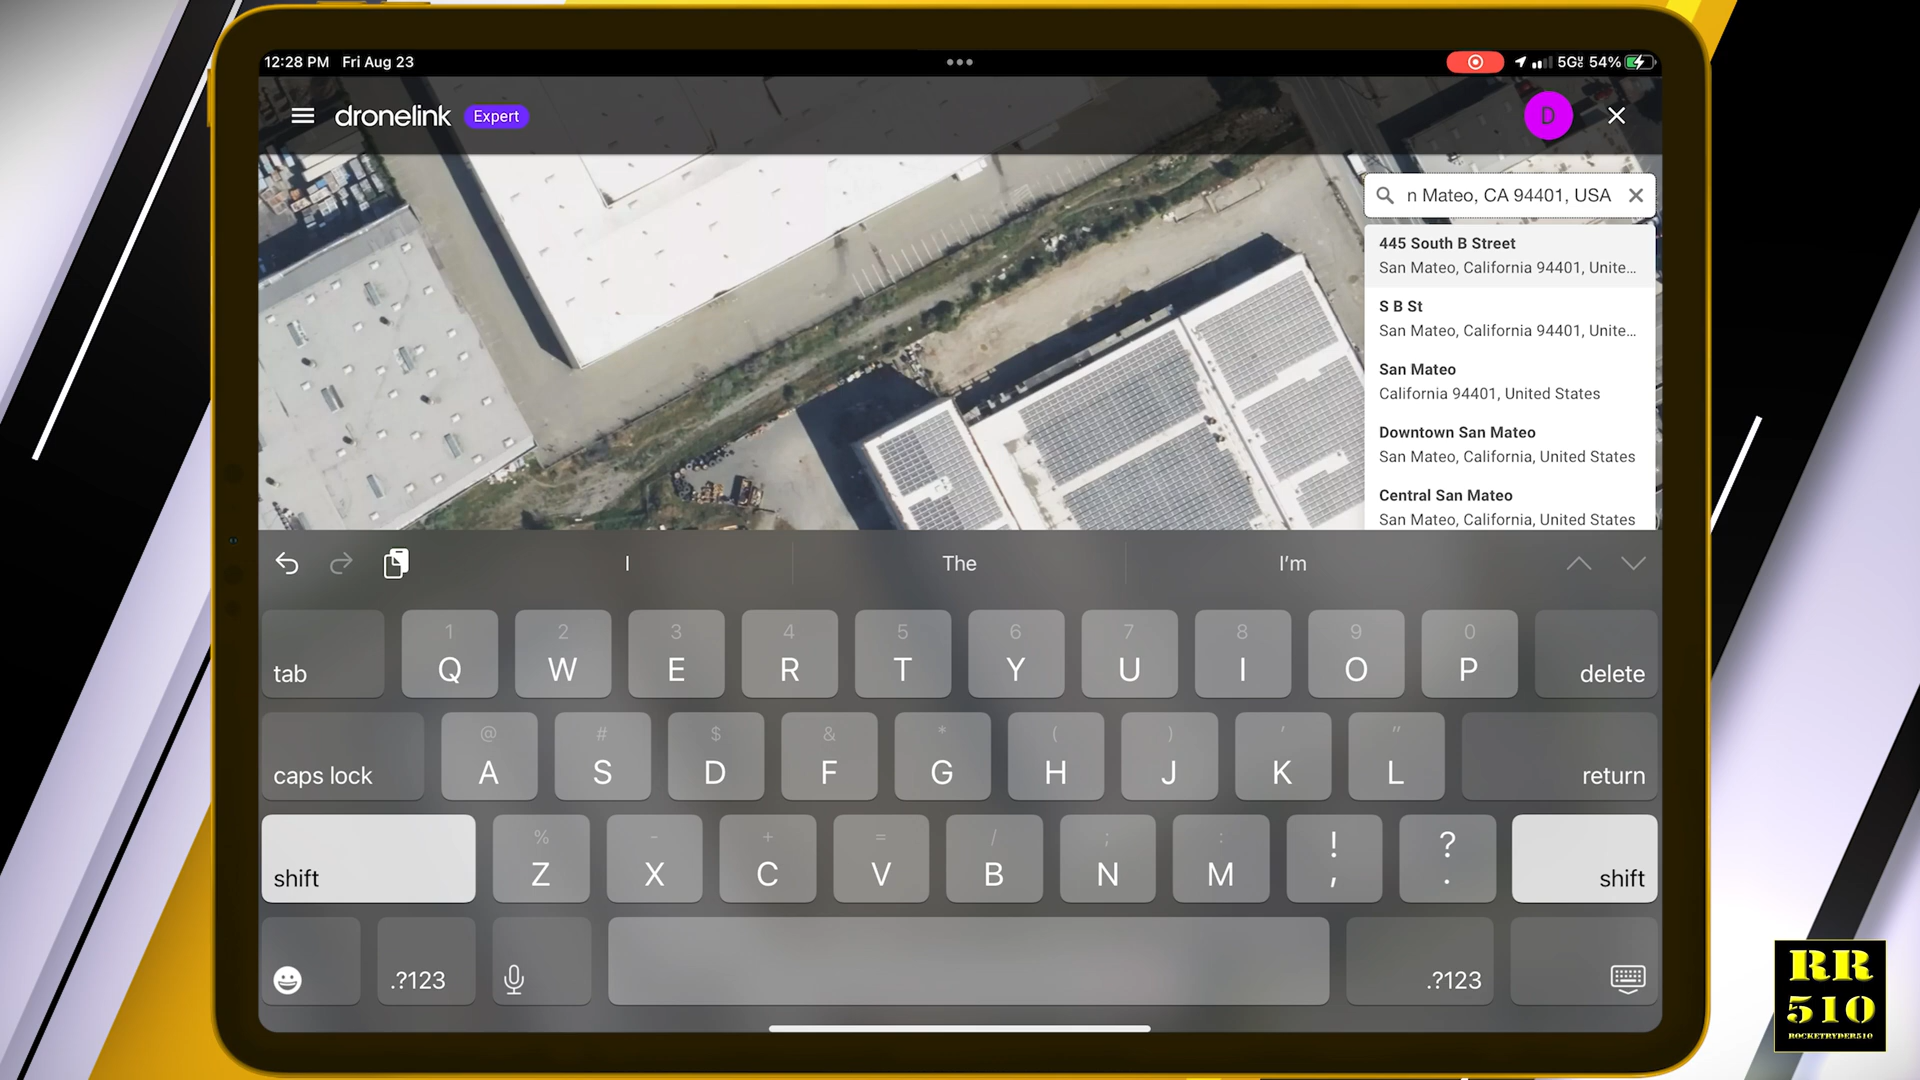 12:28 PM Fri Aug 23
5G 54%
dronelink Expert
D
n Mateo, CA 94401, USA
445 South B Street
San Mateo, California 94401, Unite...
S B St
San Mateo, California 94401, Unite...
San Mateo
California 94401, United States
Downtown San Mateo
San Mateo, California, United States
Central San Mateo
San Mateo, California, United States
I The I'm
1 2 3 4 5 6 7 8 9 0
tab Q W E R T Y U I O P delete
@ # $ & * ( ) ' "
caps lock A S D F G H J K L return
% - + = / ; : ! ?
shift Z X C V B N M , . shift
.?123 .?123
RR
510
ROCKETRYDER510